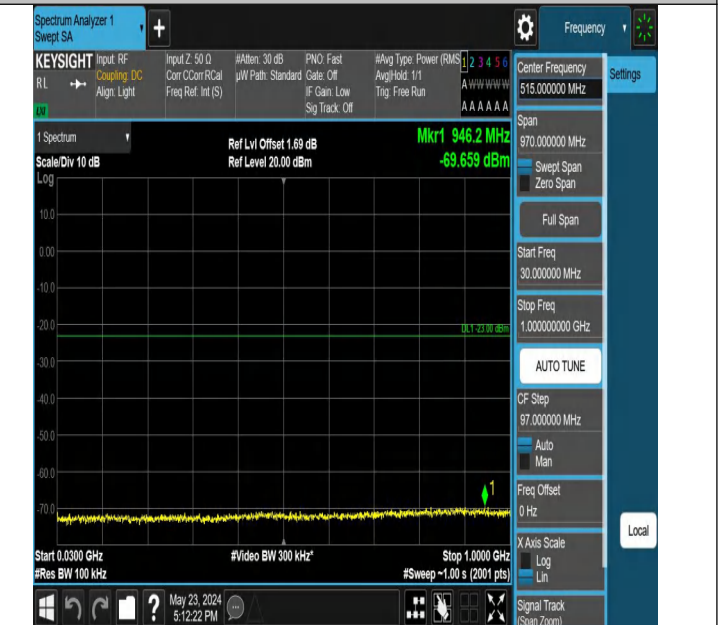 Spectrum Analyzer 1
Swept SA
+
Frequency
KEYSIGHT
RL
Input: RF
Coupling: DC
Align: Light
Input Z: 50 Ω
Corr CCorr RCal
Freq Ref: Int (S)
#Atten: 30 dB
µW Path: Standard
PNO: Fast
Gate: Off
IF Gain: Low
Sig Track: Off
#Avg Type: Power (RMS
Avg|Hold: 1/1
Trig: Free Run
1 2 3 4 5 6
A W W W W W
A A A A A A
1 Spectrum
Scale/Div 10 dB
Log
Ref Lvl Offset 1.69 dB
Ref Level 20.00 dBm
Mkr1 946.2 MHz
-69.659 dBm
10.0
0.00
-10.0
-20.0
DL1 -23.00 dBm
-30.0
-40.0
-50.0
-60.0
-70.0
1
Start 0.0300 GHz
#Res BW 100 kHz
#Video BW 300 kHz*
Stop 1.0000 GHz
#Sweep ~1.00 s (2001 pts)
?
May 23, 2024
5:12:22 PM
Center Frequency
515.000000 MHz
Settings
Span
970.000000 MHz
Swept Span
Zero Span
Full Span
Start Freq
30.000000 MHz
Stop Freq
1.000000000 GHz
AUTO TUNE
CF Step
97.000000 MHz
Auto
Man
Freq Offset
0 Hz
X Axis Scale
Log
Lin
Local
Signal Track
(Span Zoom)